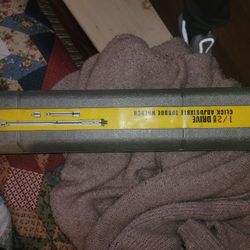 1/2 DRIVE
CLICK ADJUSTABLE TORQUE WRENCH